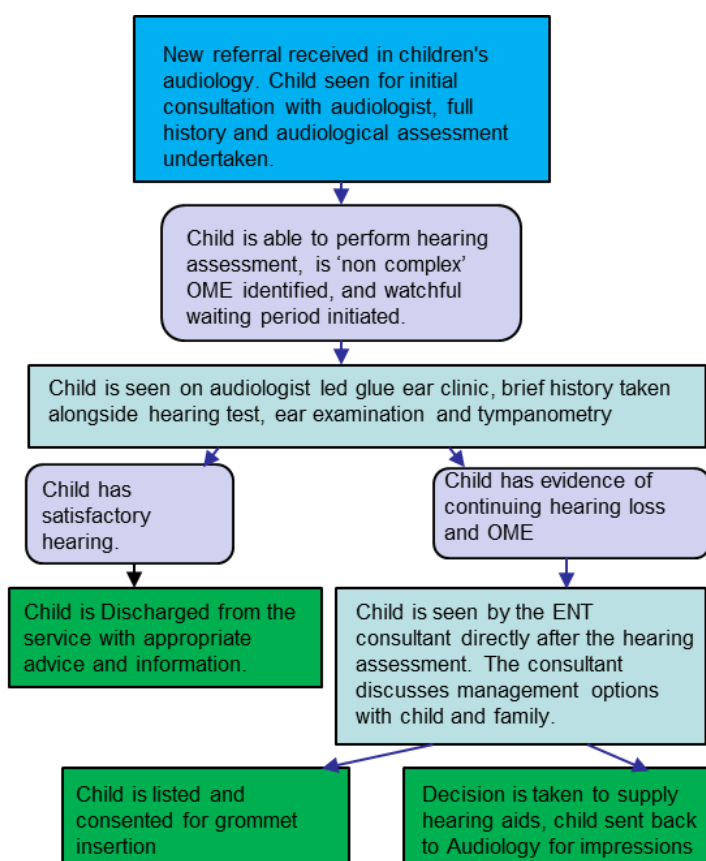 New referral received in children's
audiology. Child seen for initial
consultation with audiologist, full
history and audiological assessment
undertaken.
Child is able to perform hearing
assessment, is ‘non complex’
OME identified, and watchful
waiting period initiated.
Child is seen on audiologist led glue ear clinic, brief history taken
alongside hearing test, ear examination and tympanometry
Child has
satisfactory
hearing.
Child has evidence of
continuing hearing loss
and OME
Child is Discharged from the
service with appropriate
advice and information.
Child is seen by the ENT
consultant directly after the hearing
assessment. The consultant
discusses management options
with child and family.
Child is listed and
consented for grommet
insertion
Decision is taken to supply
hearing aids, child sent back
to Audiology for impressions